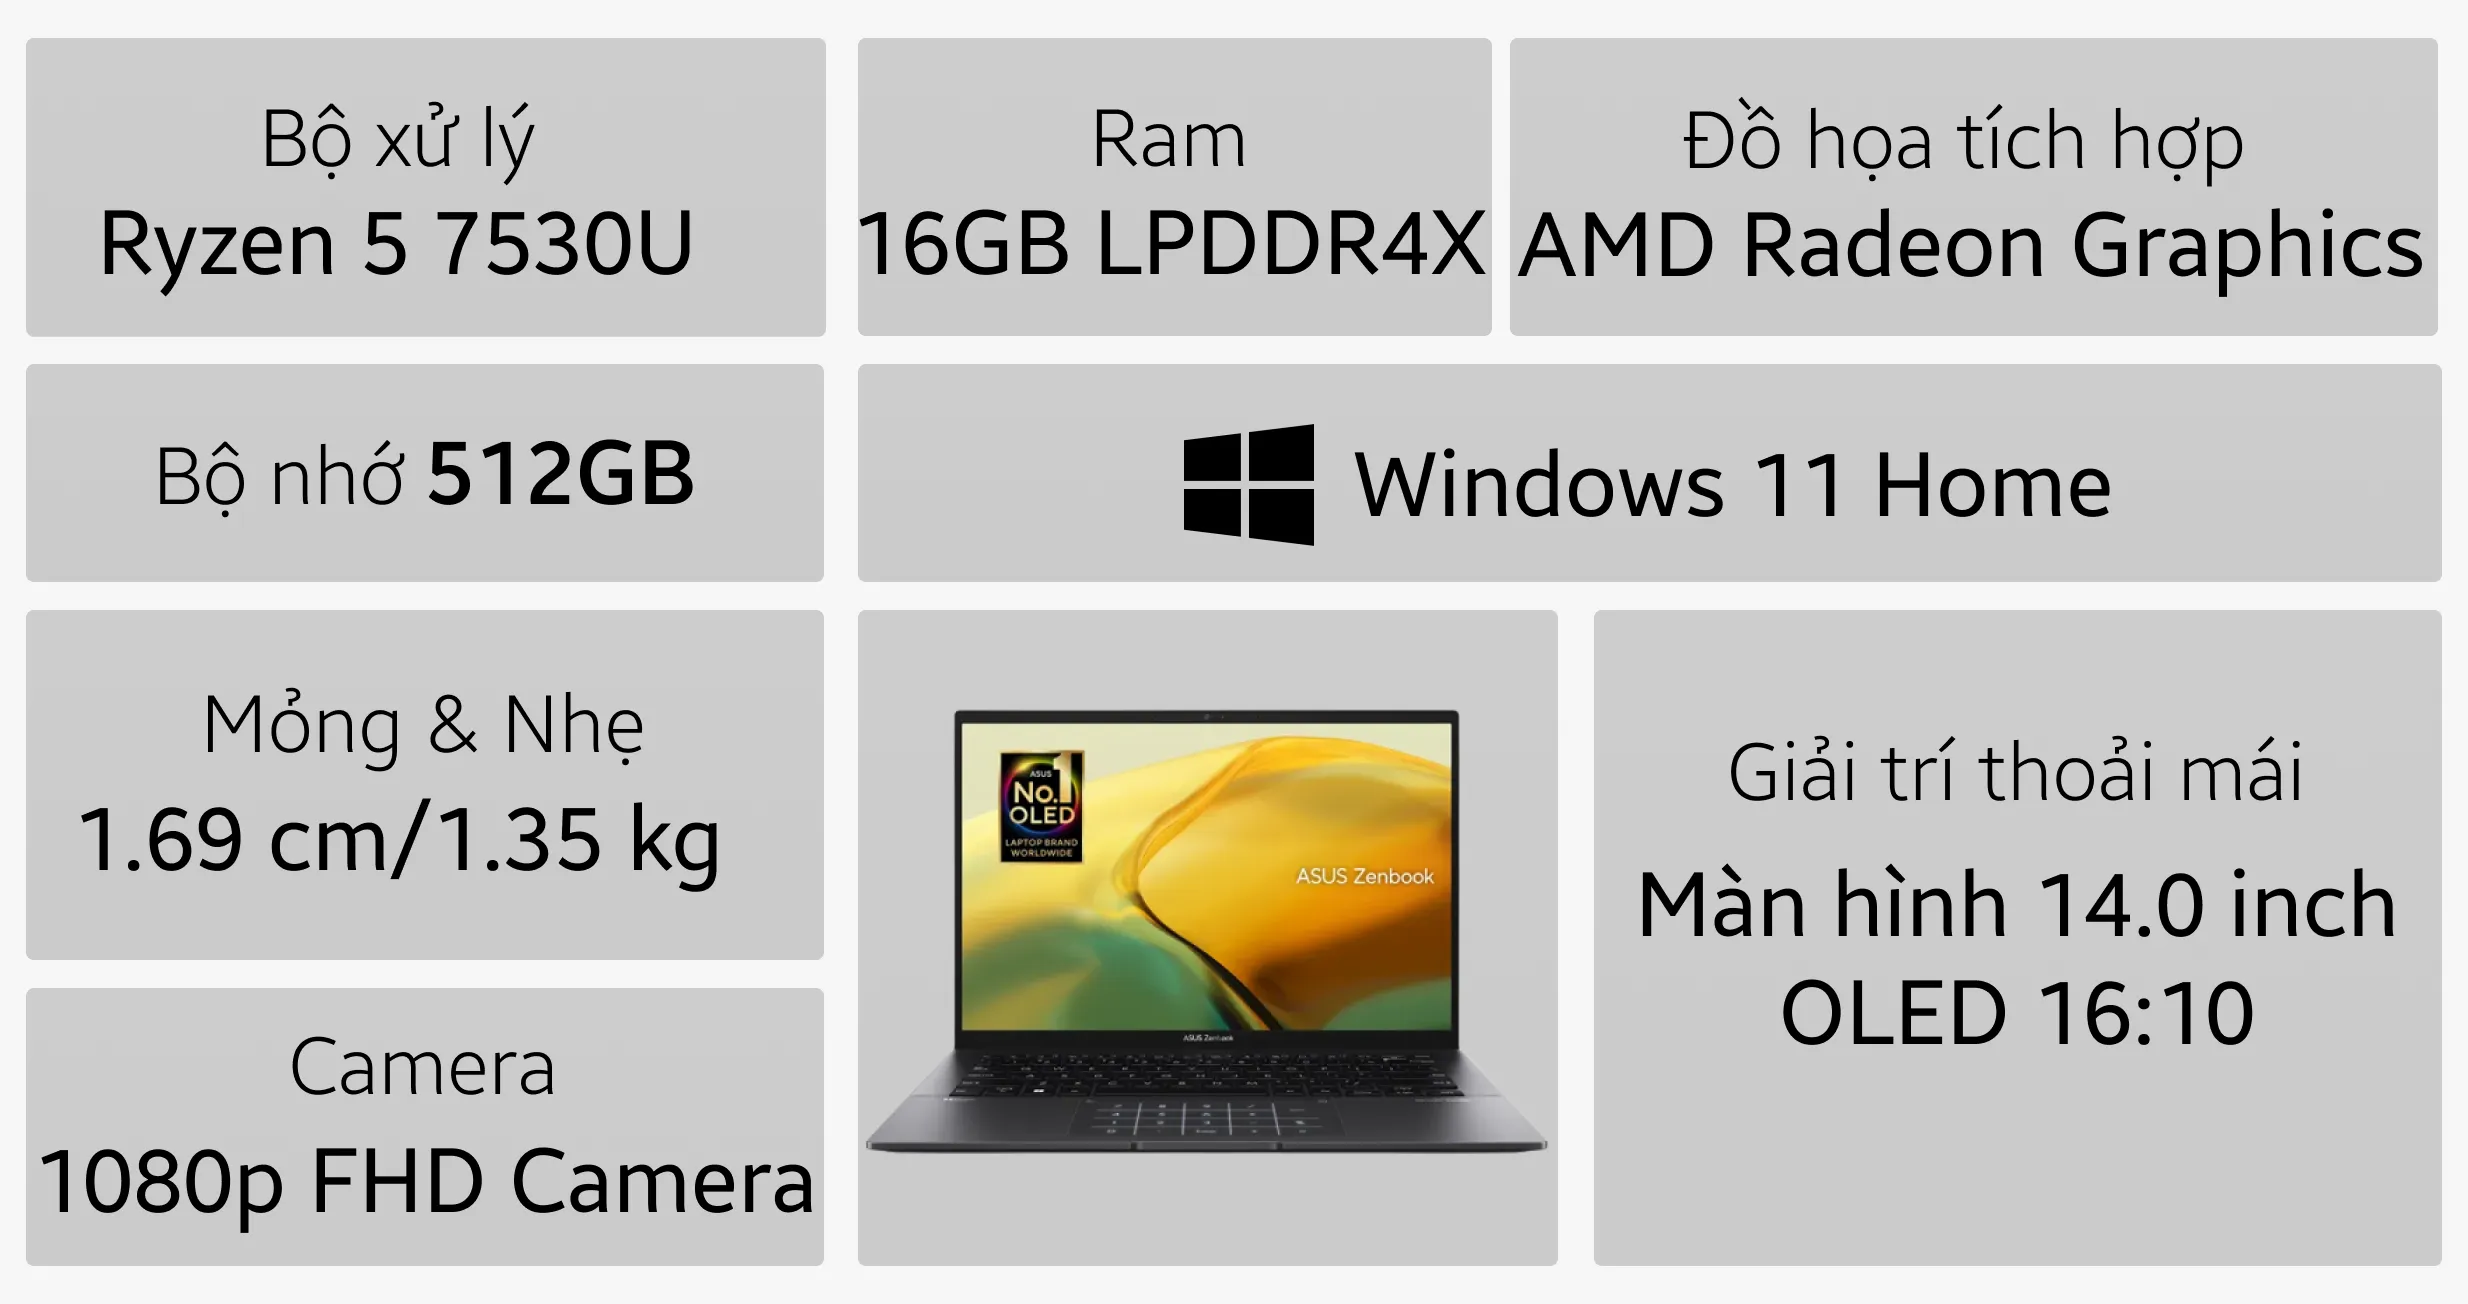 Bộ xử lý
Ryzen 5 7530U
Ram
16GB LPDDR4X
Đồ họa tích hợp
AMD Radeon Graphics
Bộ nhớ 512GB
Windows 11 Home
Mỏng & Nhẹ
1.69 cm/1.35 kg
Camera
1080p FHD Camera
ASUS
No.1
OLED
LAPTOP BRAND
WORLDWIDE
ASUS Zenbook
ASUS Zenbook
Giải trí thoải mái
Màn hình 14.0 inch
OLED 16:10